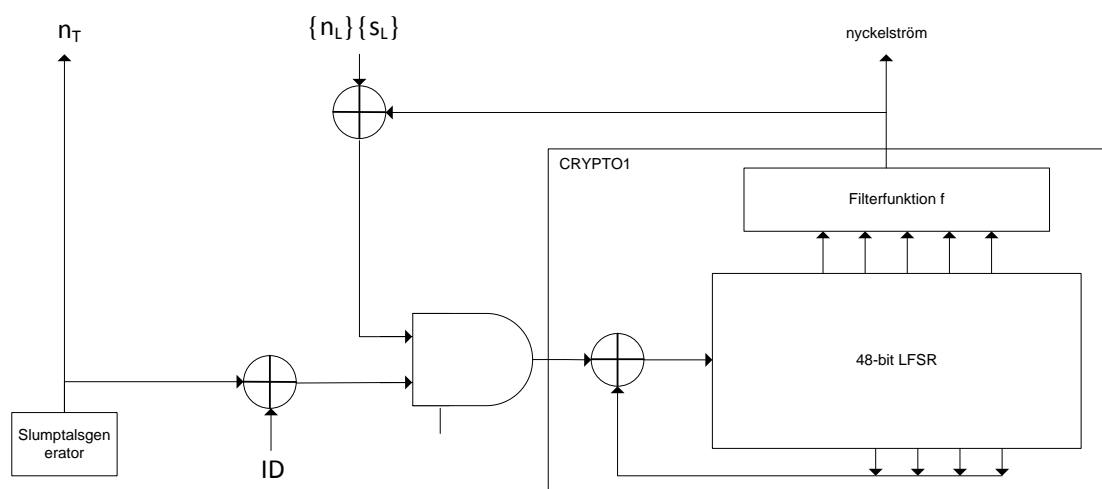 n_T
{n_L}{s_L}
nyckelström
CRYPTO1
Filterfunktion f
48-bit LFSR
Slumptalsgen
erator
ID